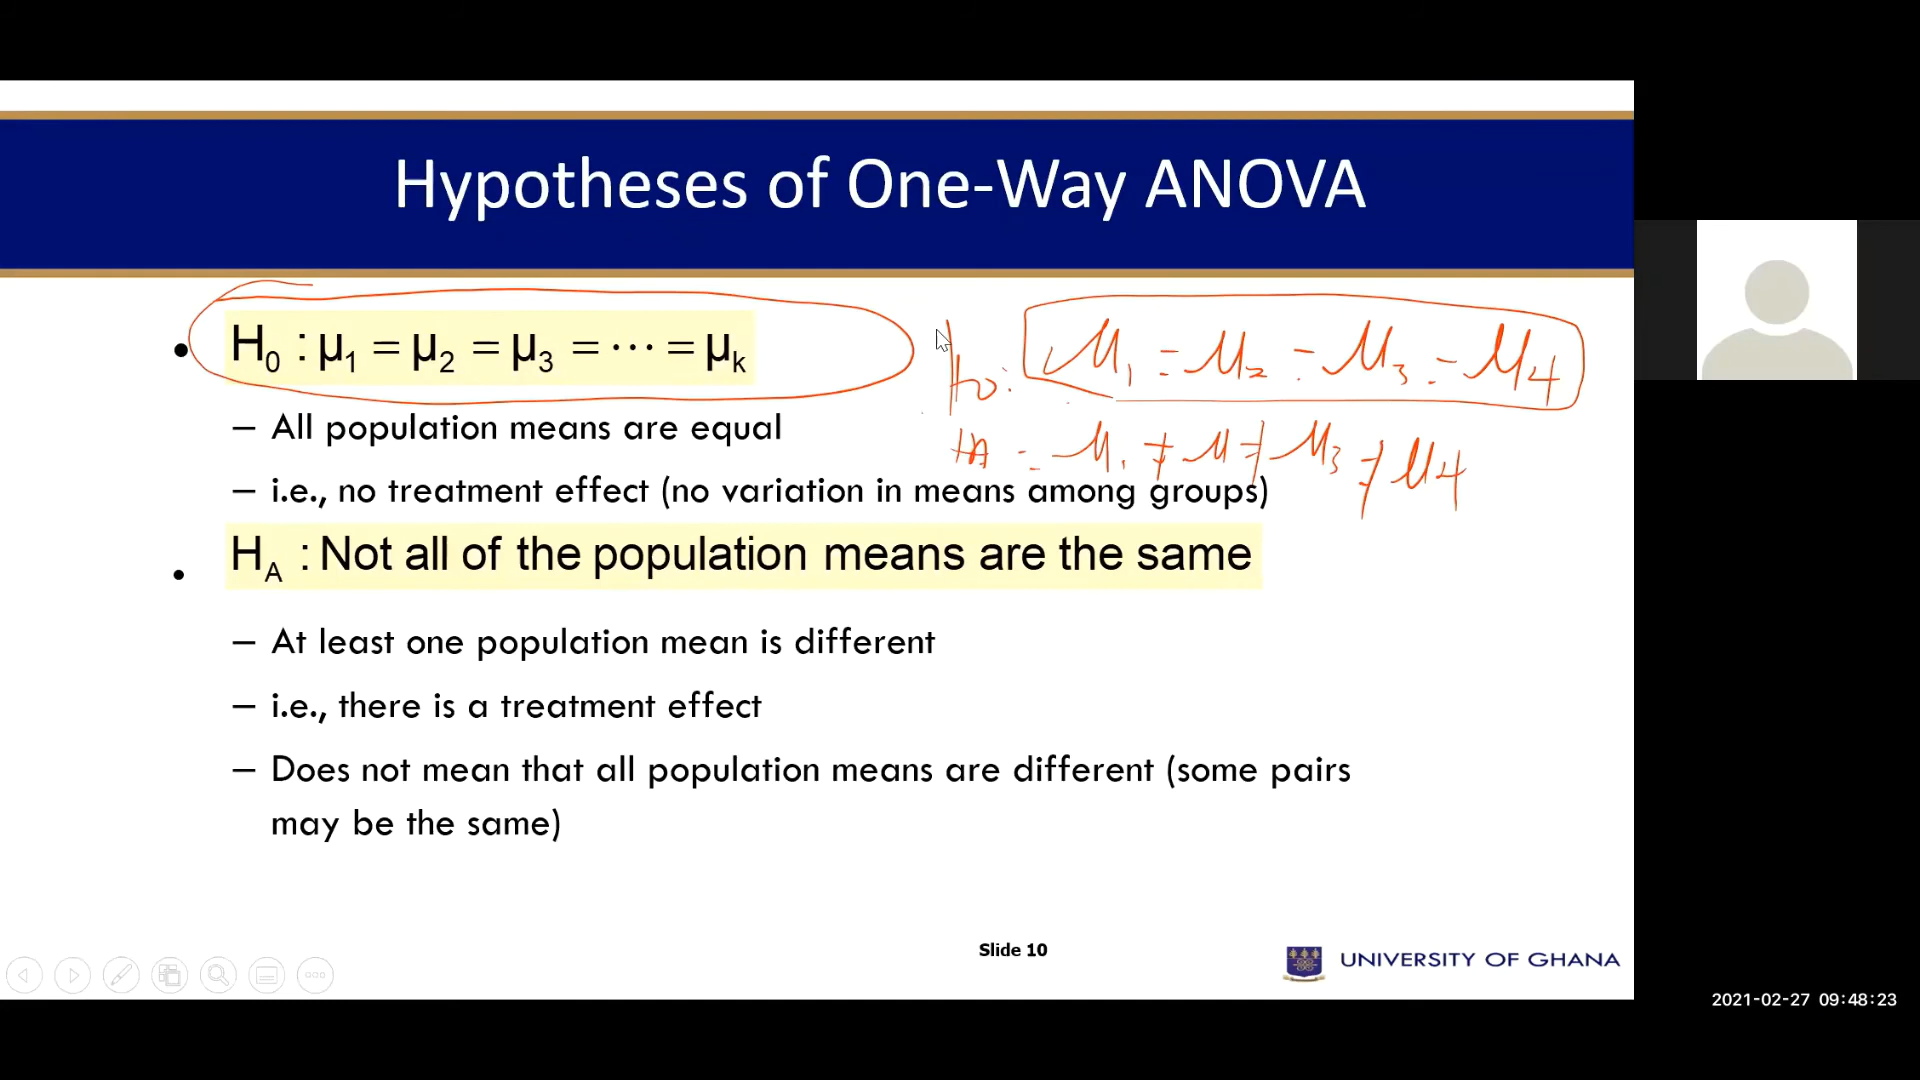 Hypotheses of One-Way ANOVA
• H₀ : μ₁ = μ₂ = μ₃ = ⋯ = μₖ
H₀: μ₁ = μ₂ = μ₃ = μ₄
– All population means are equal
HA = μ₁ ≠ μ ≠ μ₃ ≠ μ₄
– i.e., no treatment effect (no variation in means among groups)
• H_A : Not all of the population means are the same
– At least one population mean is different
– i.e., there is a treatment effect
– Does not mean that all population means are different (some pairs
may be the same)
Slide 10
UNIVERSITY OF GHANA
2021-02-27 09:48:23